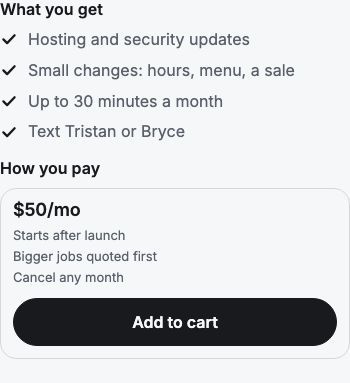 What you get
Hosting and security updates
Small changes: hours, menu, a sale
Up to 30 minutes a month
Text Tristan or Bryce
How you pay
$50/mo
Starts after launch
Bigger jobs quoted first
Cancel any month
Add to cart